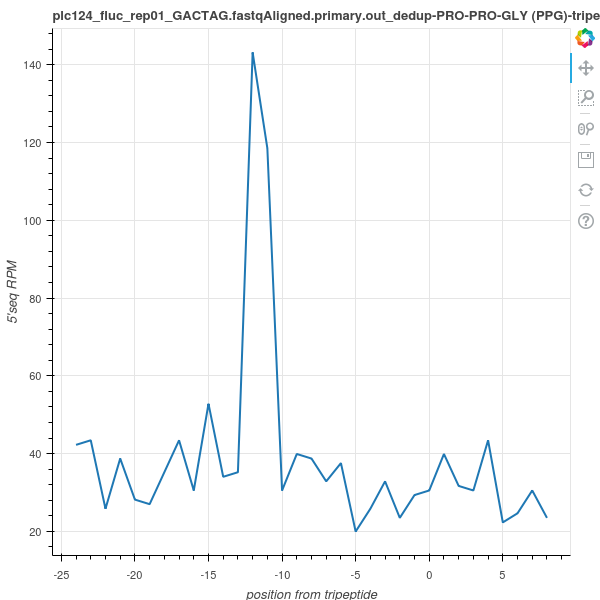 plc124_fluc_rep01_GACTAG.fastqAligned.primary.out_dedup-PRO-PRO-GLY (PPG)-tripe
140
120
100
80
60
40
20
5'seq RPM
-25 -20 -15 -10 -5 0 5
position from tripeptide